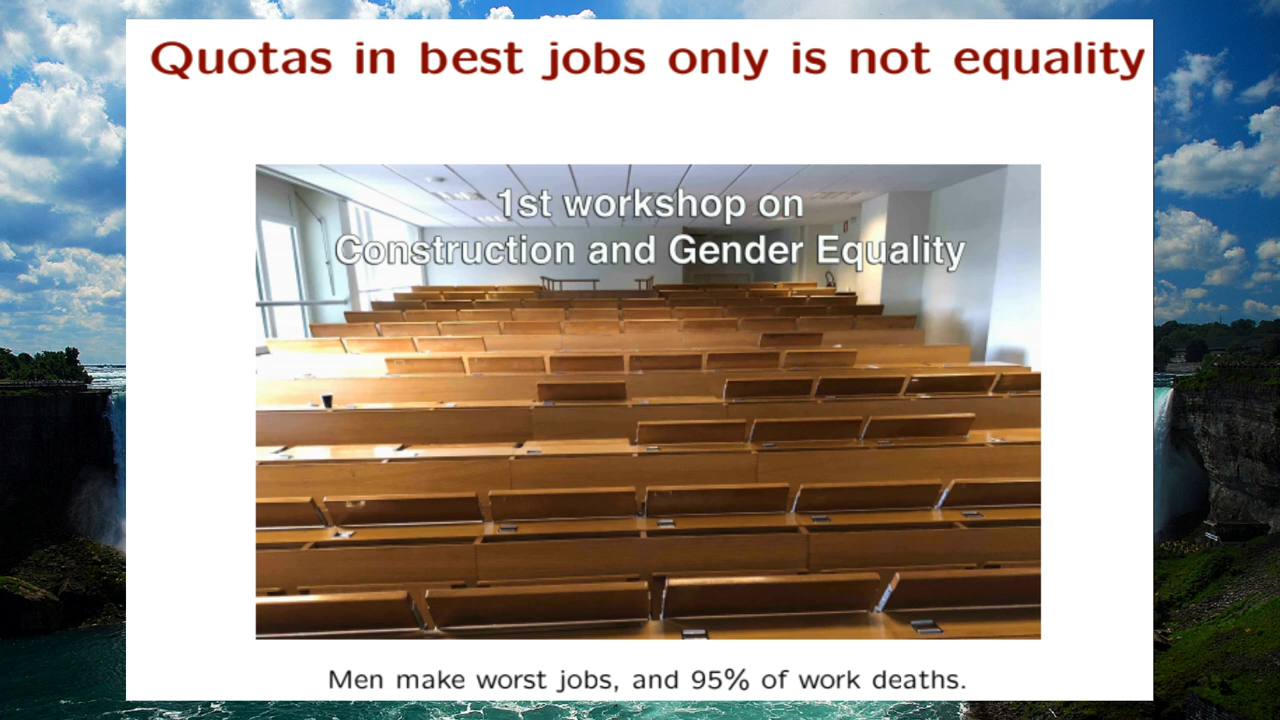 Quotas in best jobs only is not equality
1st workshop on
Construction and Gender Equality
Men make worst jobs, and 95% of work deaths.